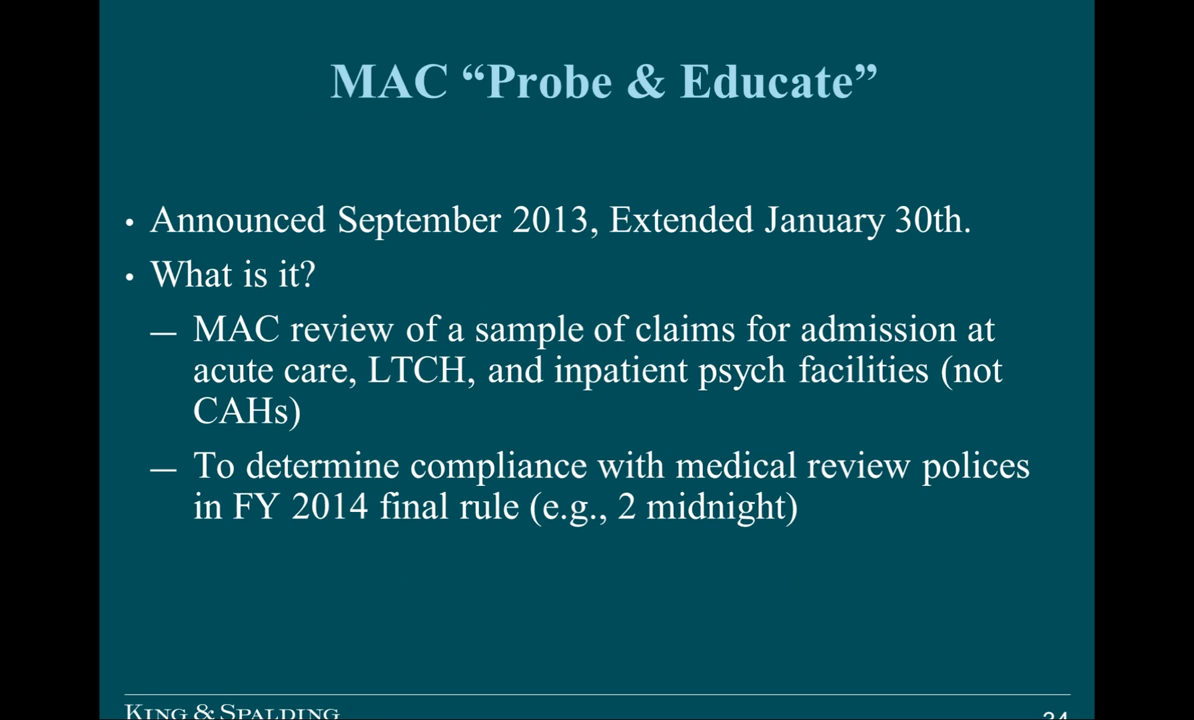 MAC “Probe & Educate”
• Announced September 2013, Extended January 30th.
• What is it?
— MAC review of a sample of claims for admission at
acute care, LTCH, and inpatient psych facilities (not
CAHs)
— To determine compliance with medical review polices
in FY 2014 final rule (e.g., 2 midnight)
KING & SPALDING
34